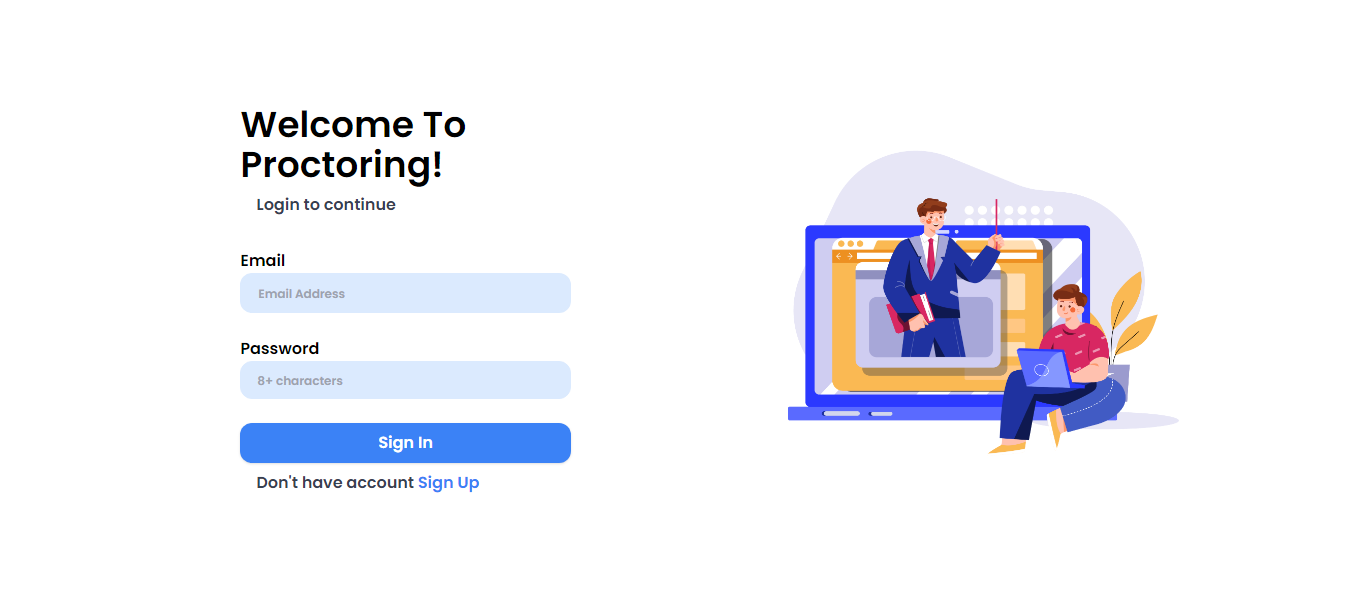 Welcome To
Proctoring!
Login to continue
Email
Email Address
Password
8+ characters
Sign In
Don't have account Sign Up